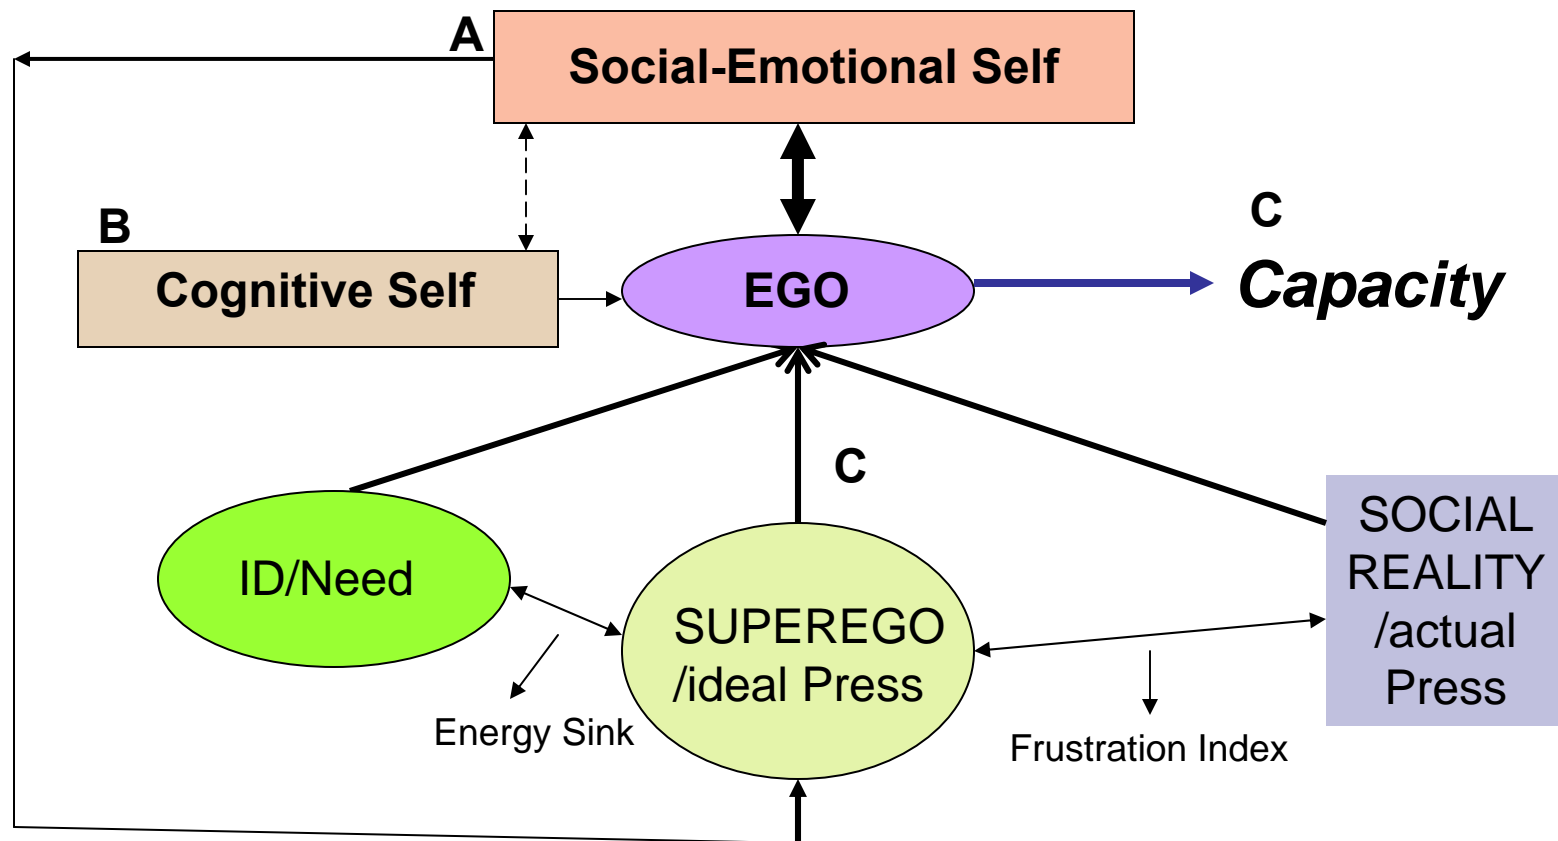 A
Social-Emotional Self
C
B
Cognitive Self
EGO
Capacity
C
ID/Need
SUPEREGO
/ideal Press
SOCIAL
REALITY
/actual
Press
Energy Sink
Frustration Index